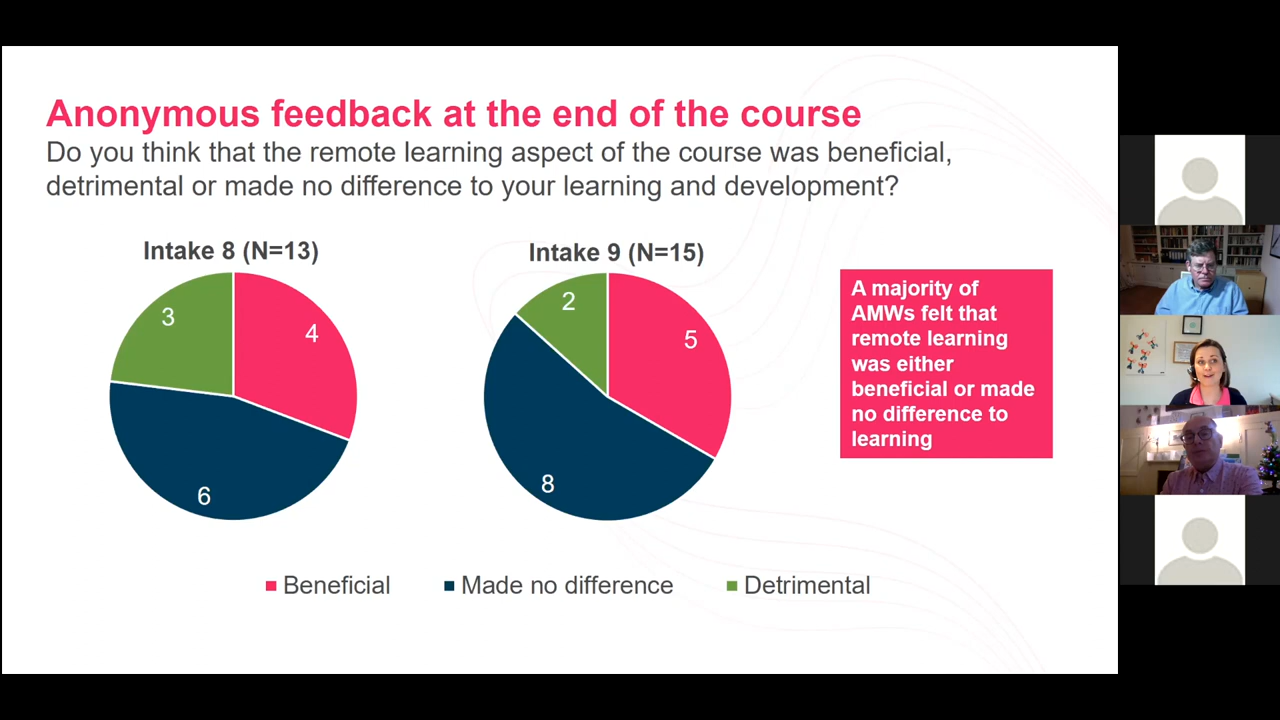 Anonymous feedback at the end of the course
Do you think that the remote learning aspect of the course was beneficial,
detrimental or made no difference to your learning and development?
Intake 8 (N=13)
3
4
6
Intake 9 (N=15)
2
5
8
A majority of
AMWs felt that
remote learning
was either
beneficial or made
no difference to
learning
Beneficial
Made no difference
Detrimental